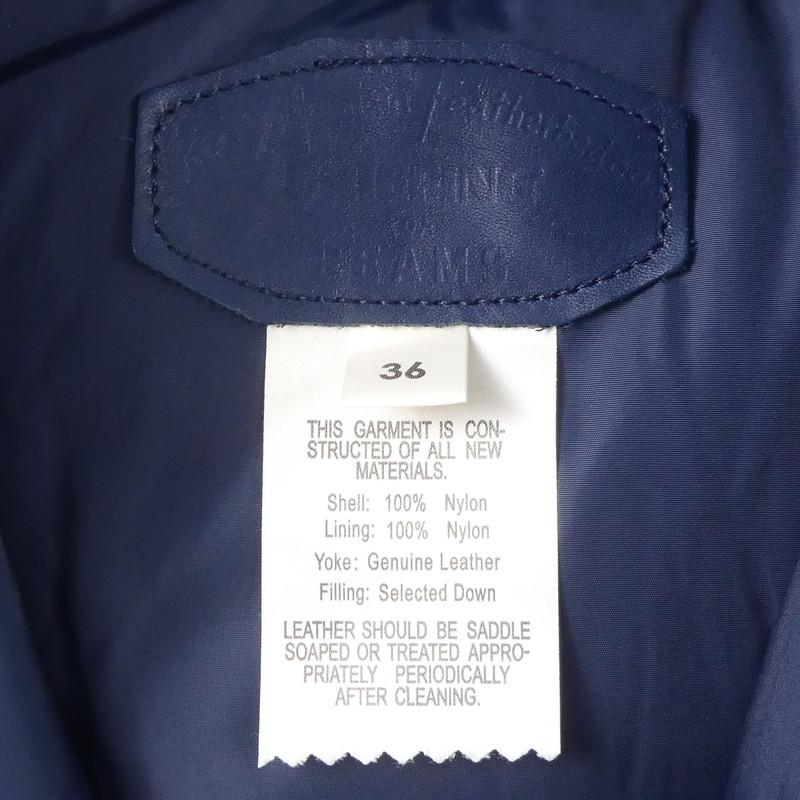 36
THIS GARMENT IS CON-
STRUCTED OF ALL NEW
MATERIALS.
Shell: 100% Nylon
Lining: 100% Nylon
Yoke: Genuine Leather
Filling: Selected Down
LEATHER SHOULD BE SADDLE
SOAPED OR TREATED APPRO-
PRIATELY PERIODICALLY
AFTER CLEANING.